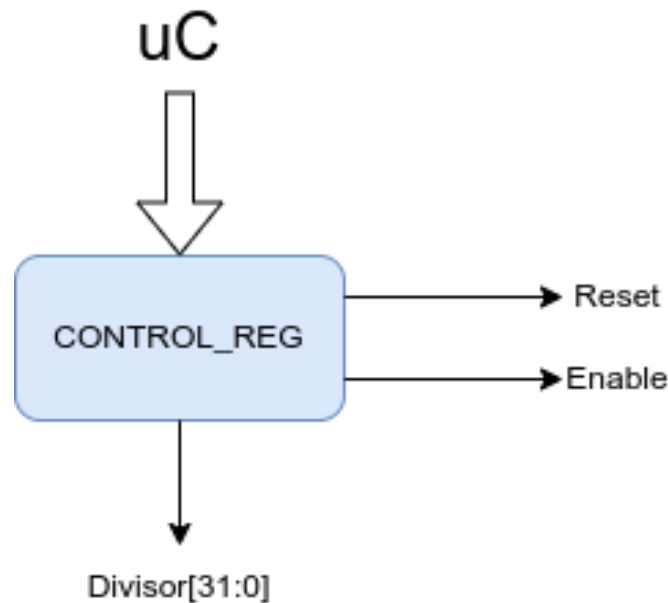 uC
CONTROL_REG
Reset
Enable
Divisor[31:0]